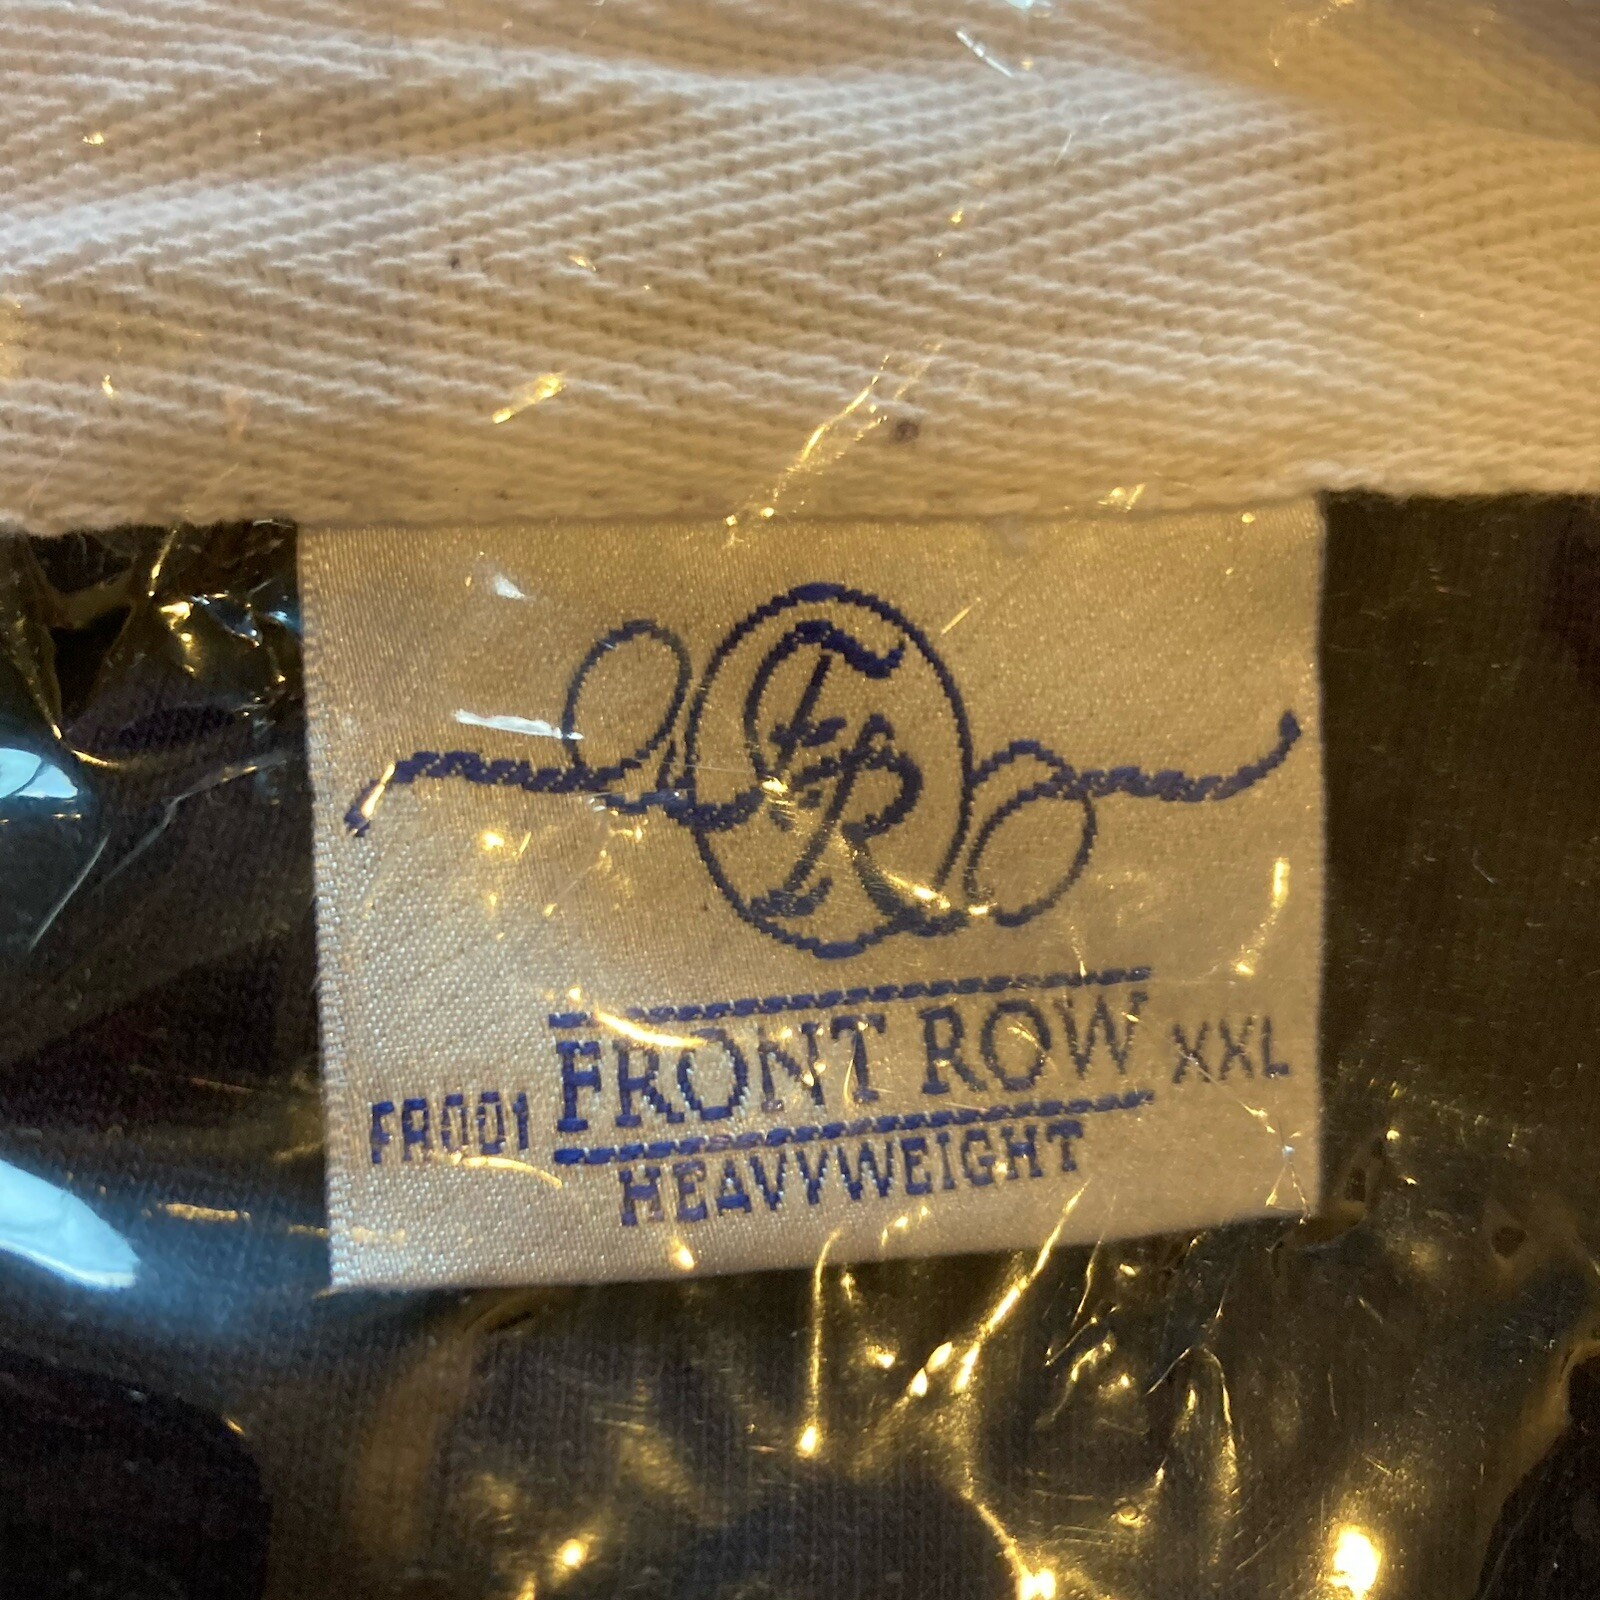 FR
FR001 FRONT ROW XXL
HEAVYWEIGHT